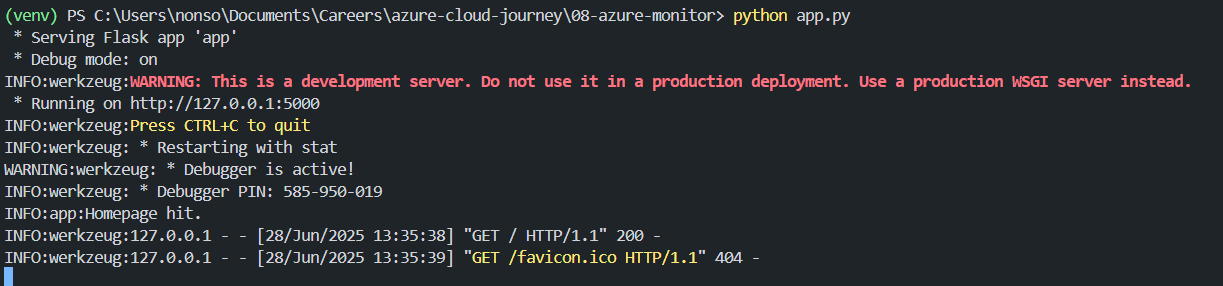 (venv) PS C:\Users\nonso\Documents\Careers\azure-cloud-journey\08-azure-monitor> python app.py
 * Serving Flask app 'app'
 * Debug mode: on
INFO:werkzeug:WARNING: This is a development server. Do not use it in a production deployment. Use a production WSGI server instead.
 * Running on http://127.0.0.1:5000
INFO:werkzeug:Press CTRL+C to quit
INFO:werkzeug: * Restarting with stat
WARNING:werkzeug: * Debugger is active!
INFO:werkzeug: * Debugger PIN: 585-950-019
INFO:app:Homepage hit.
INFO:werkzeug:127.0.0.1 - - [28/Jun/2025 13:35:38] "GET / HTTP/1.1" 200 -
INFO:werkzeug:127.0.0.1 - - [28/Jun/2025 13:35:39] "GET /favicon.ico HTTP/1.1" 404 -